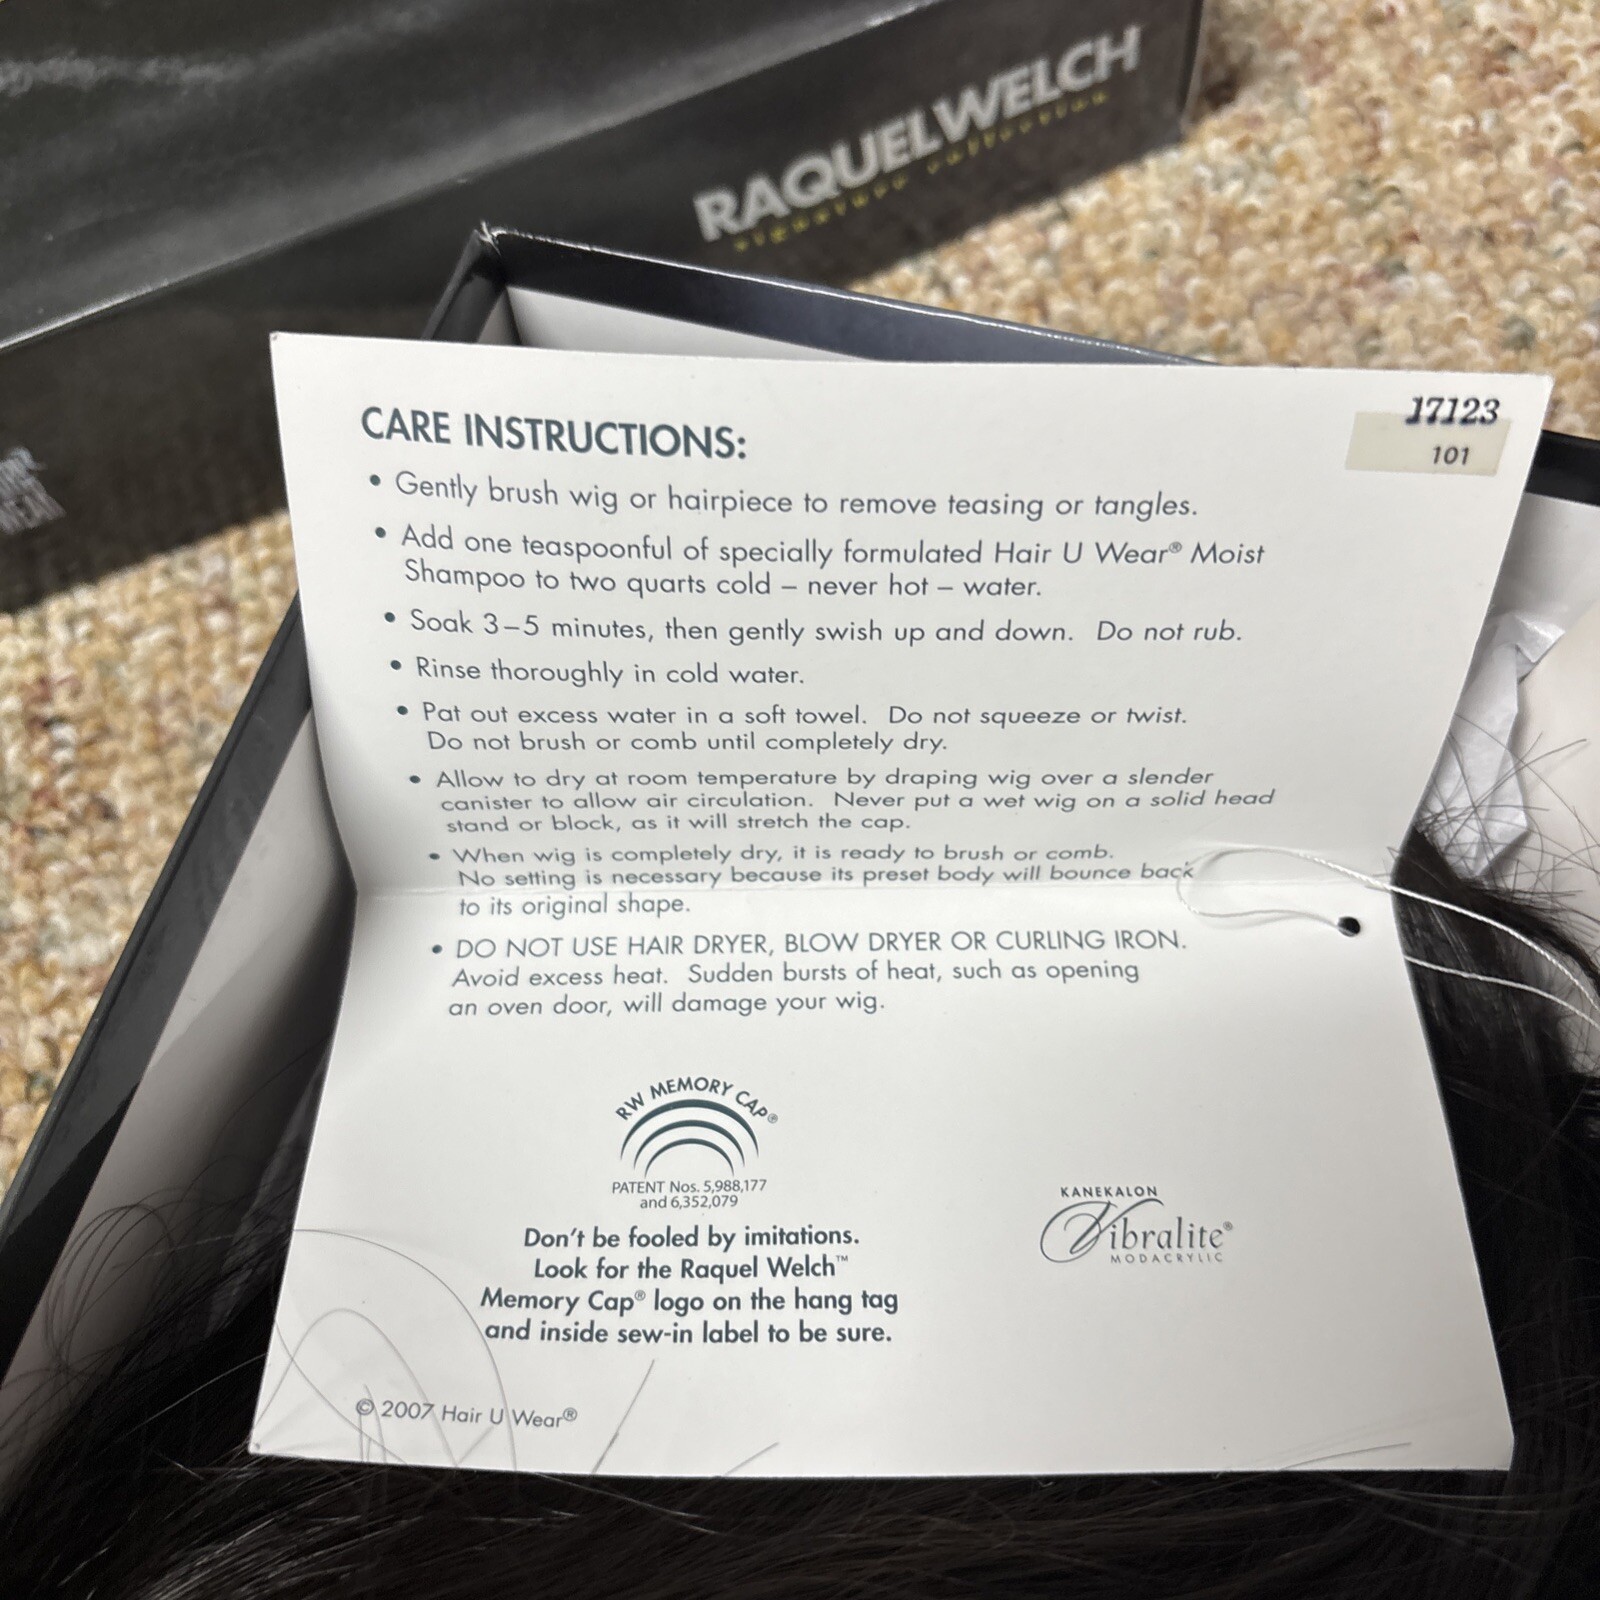 RAQUEL WELCH
signature collection
CARE INSTRUCTIONS:
17123
101
• Gently brush wig or hairpiece to remove teasing or tangles.
• Add one teaspoonful of specially formulated Hair U Wear® Moist
Shampoo to two quarts cold – never hot – water.
• Soak 3–5 minutes, then gently swish up and down. Do not rub.
• Rinse thoroughly in cold water.
• Pat out excess water in a soft towel. Do not squeeze or twist.
Do not brush or comb until completely dry.
• Allow to dry at room temperature by draping wig over a slender
canister to allow air circulation. Never put a wet wig on a solid head
stand or block, as it will stretch the cap.
• When wig is completely dry, it is ready to brush or comb.
No setting is necessary because its preset body will bounce back
to its original shape.
• DO NOT USE HAIR DRYER, BLOW DRYER OR CURLING IRON.
Avoid excess heat. Sudden bursts of heat, such as opening
an oven door, will damage your wig.
RW MEMORY CAP®
PATENT Nos. 5,988,177
and 6,352,079
Don't be fooled by imitations.
Look for the Raquel Welch™
Memory Cap® logo on the hang tag
and inside sew-in label to be sure.
KANEKALON
Vibralite®
MODACRYLIC
© 2007 Hair U Wear®